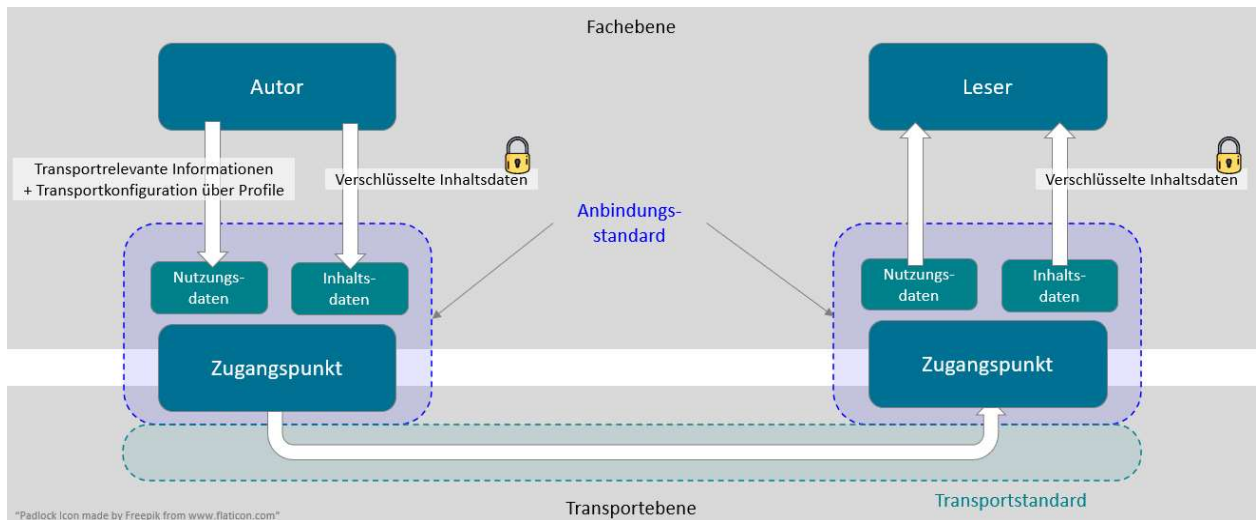 Fachebene
Autor
Leser
Transportrelevante Informationen
+ Transportkonfiguration über Profile
Verschlüsselte Inhaltsdaten
Verschlüsselte Inhaltsdaten
Anbindungs-
standard
Nutzungs-
daten
Inhalts-
daten
Nutzungs-
daten
Inhalts-
daten
Zugangspunkt
Zugangspunkt
Transportstandard
Transportebene
"Padlock Icon made by Freepik from www.flaticon.com"